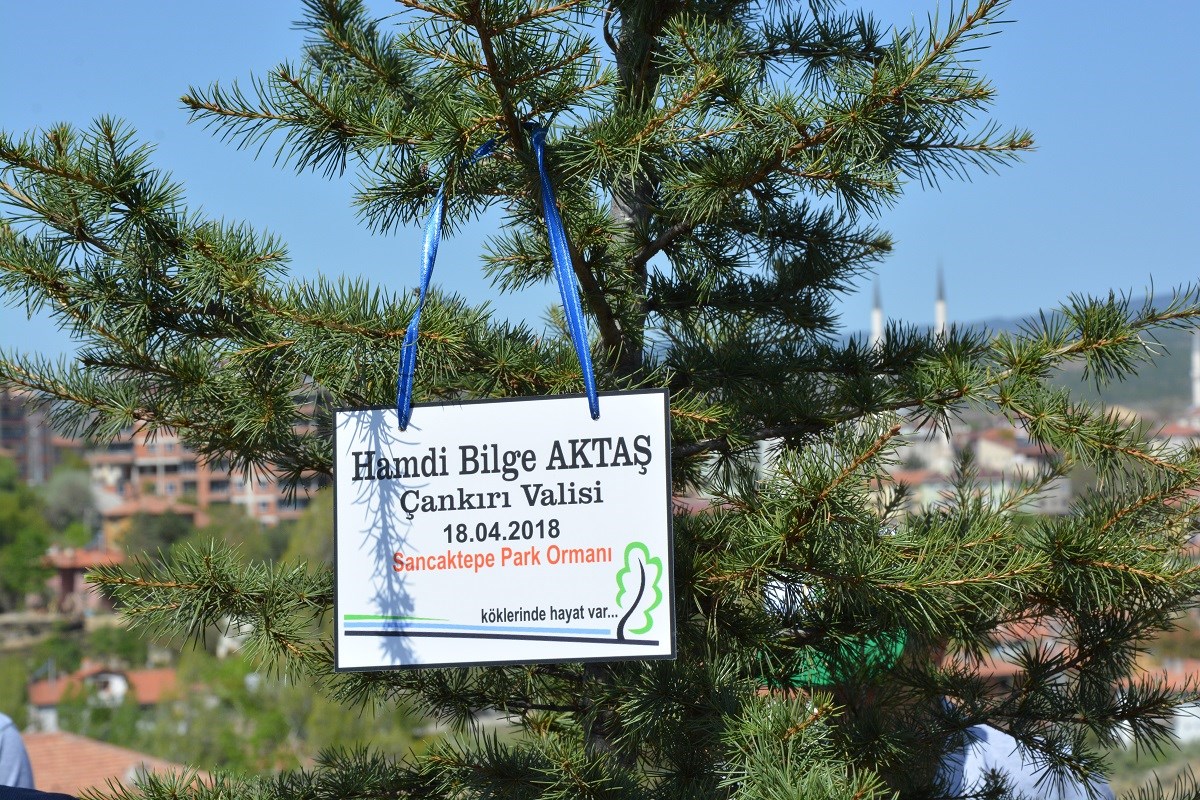 Hamdi Bilge AKTAŞ
Çankırı Valisi
18.04.2018
Sancaktepe Park Ormanı
köklerinde hayat var...